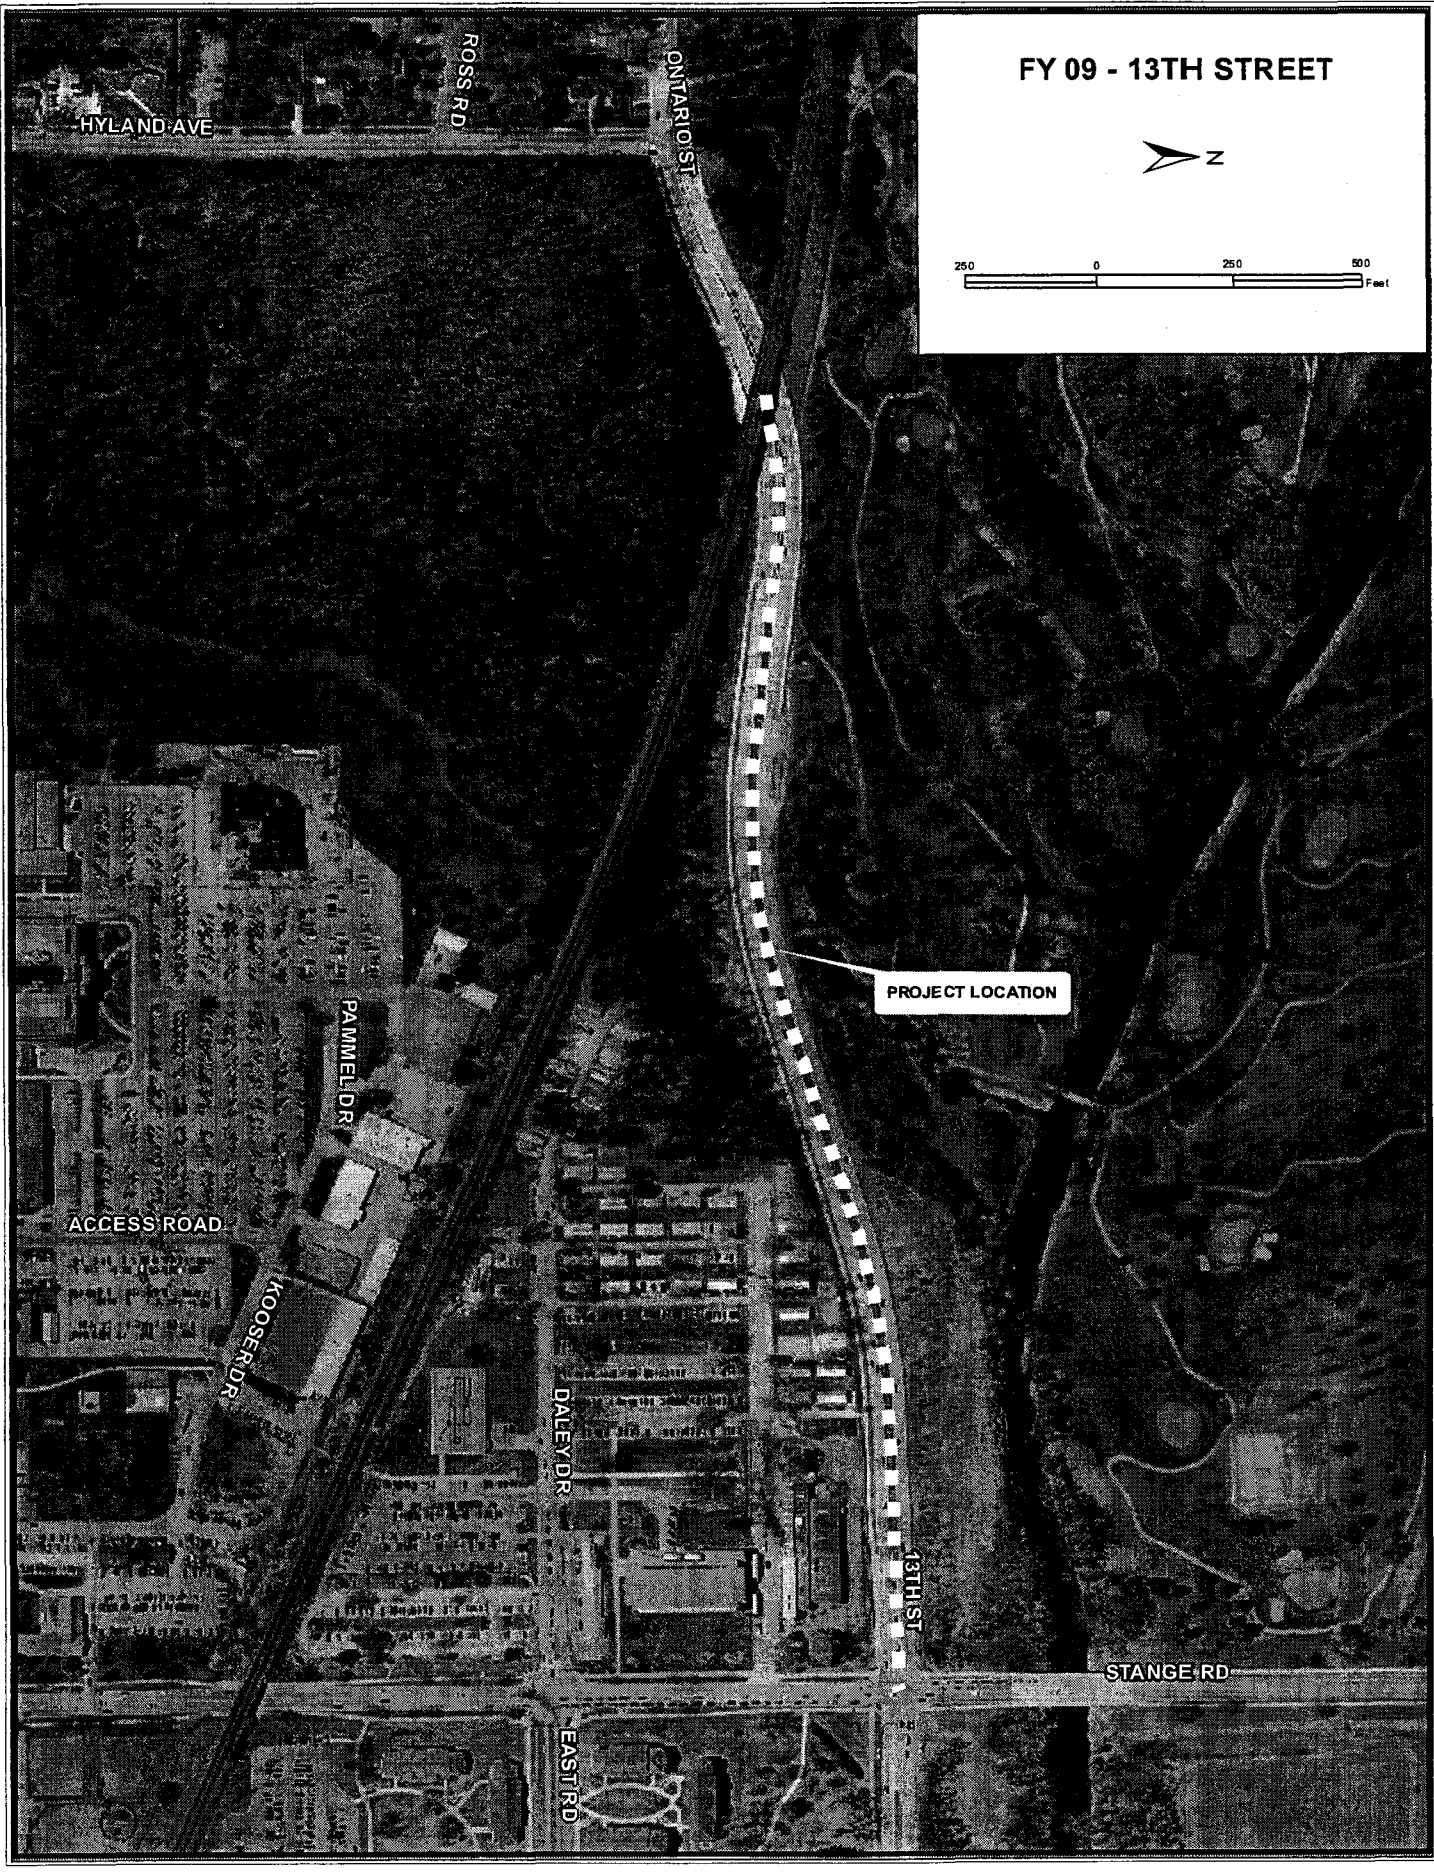 FY 09 - 13TH STREET
N
250 0 250 500
Feet
HYLAND AVE
ROSS RD
ONTARIO ST
PROJECT LOCATION
PAMMEL DR
ACCESS ROAD
KOOSER DR
DALEY DR
13TH ST
STANGE RD
EAST RD